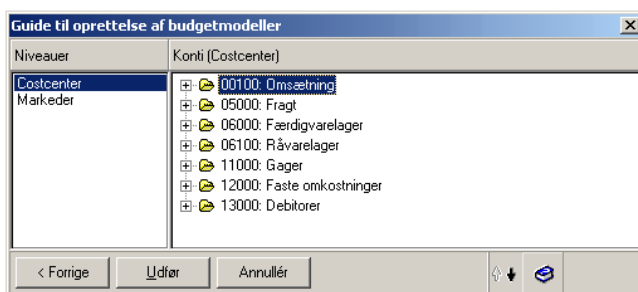 Guide til oprettelse af budgetmodeller
Niveauer
Konti (Costcenter)
Costcenter
Markeder
00100: Omsætning
05000: Fragt
06000: Færdigvarelager
06100: Råvarelager
11000: Gager
12000: Faste omkostninger
13000: Debitorer
< Forrige
Udfør
Annullér